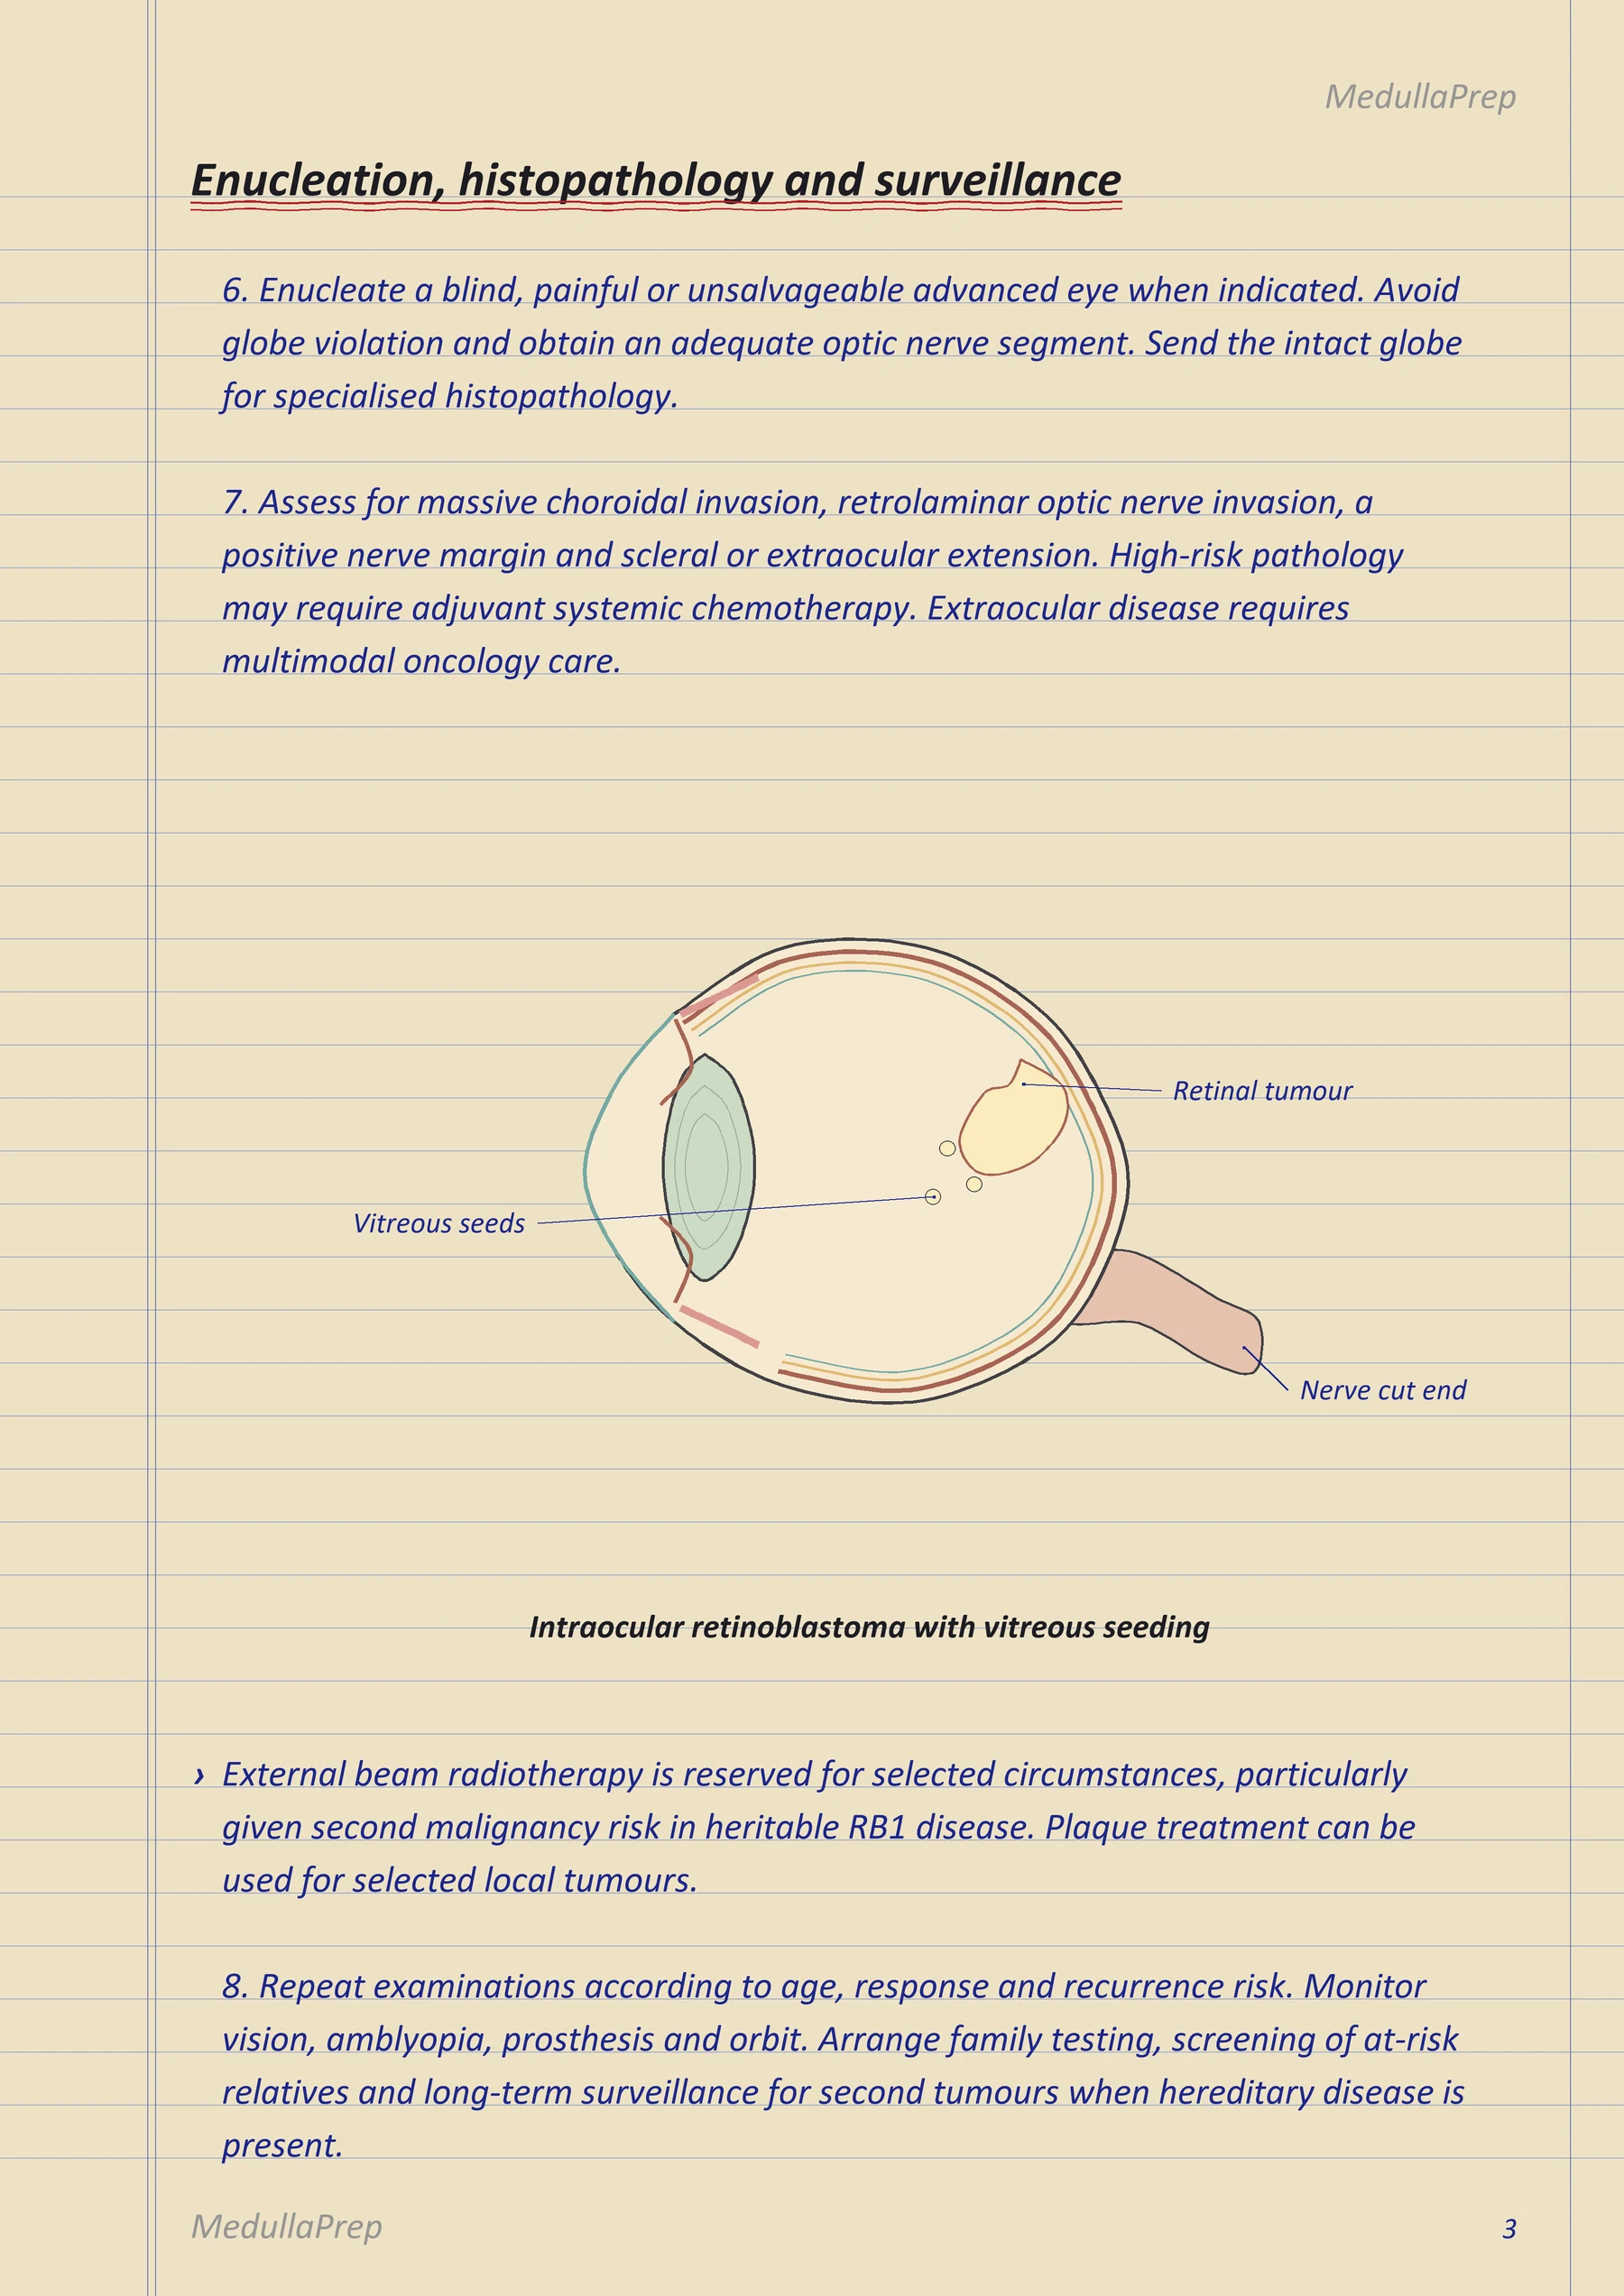 MedullaPrep
Enucleation, histopathology and surveillance
6. Enucleate a blind, painful or unsalvageable advanced eye when indicated. Avoid
globe violation and obtain an adequate optic nerve segment. Send the intact globe
for specialised histopathology.
7. Assess for massive choroidal invasion, retrolaminar optic nerve invasion, a
positive nerve margin and scleral or extraocular extension. High-risk pathology
may require adjuvant systemic chemotherapy. Extraocular disease requires
multimodal oncology care.
Retinal tumour
Vitreous seeds
Nerve cut end
Intraocular retinoblastoma with vitreous seeding
› External beam radiotherapy is reserved for selected circumstances, particularly
given second malignancy risk in heritable RB1 disease. Plaque treatment can be
used for selected local tumours.
8. Repeat examinations according to age, response and recurrence risk. Monitor
vision, amblyopia, prosthesis and orbit. Arrange family testing, screening of at-risk
relatives and long-term surveillance for second tumours when hereditary disease is
present.
MedullaPrep
3